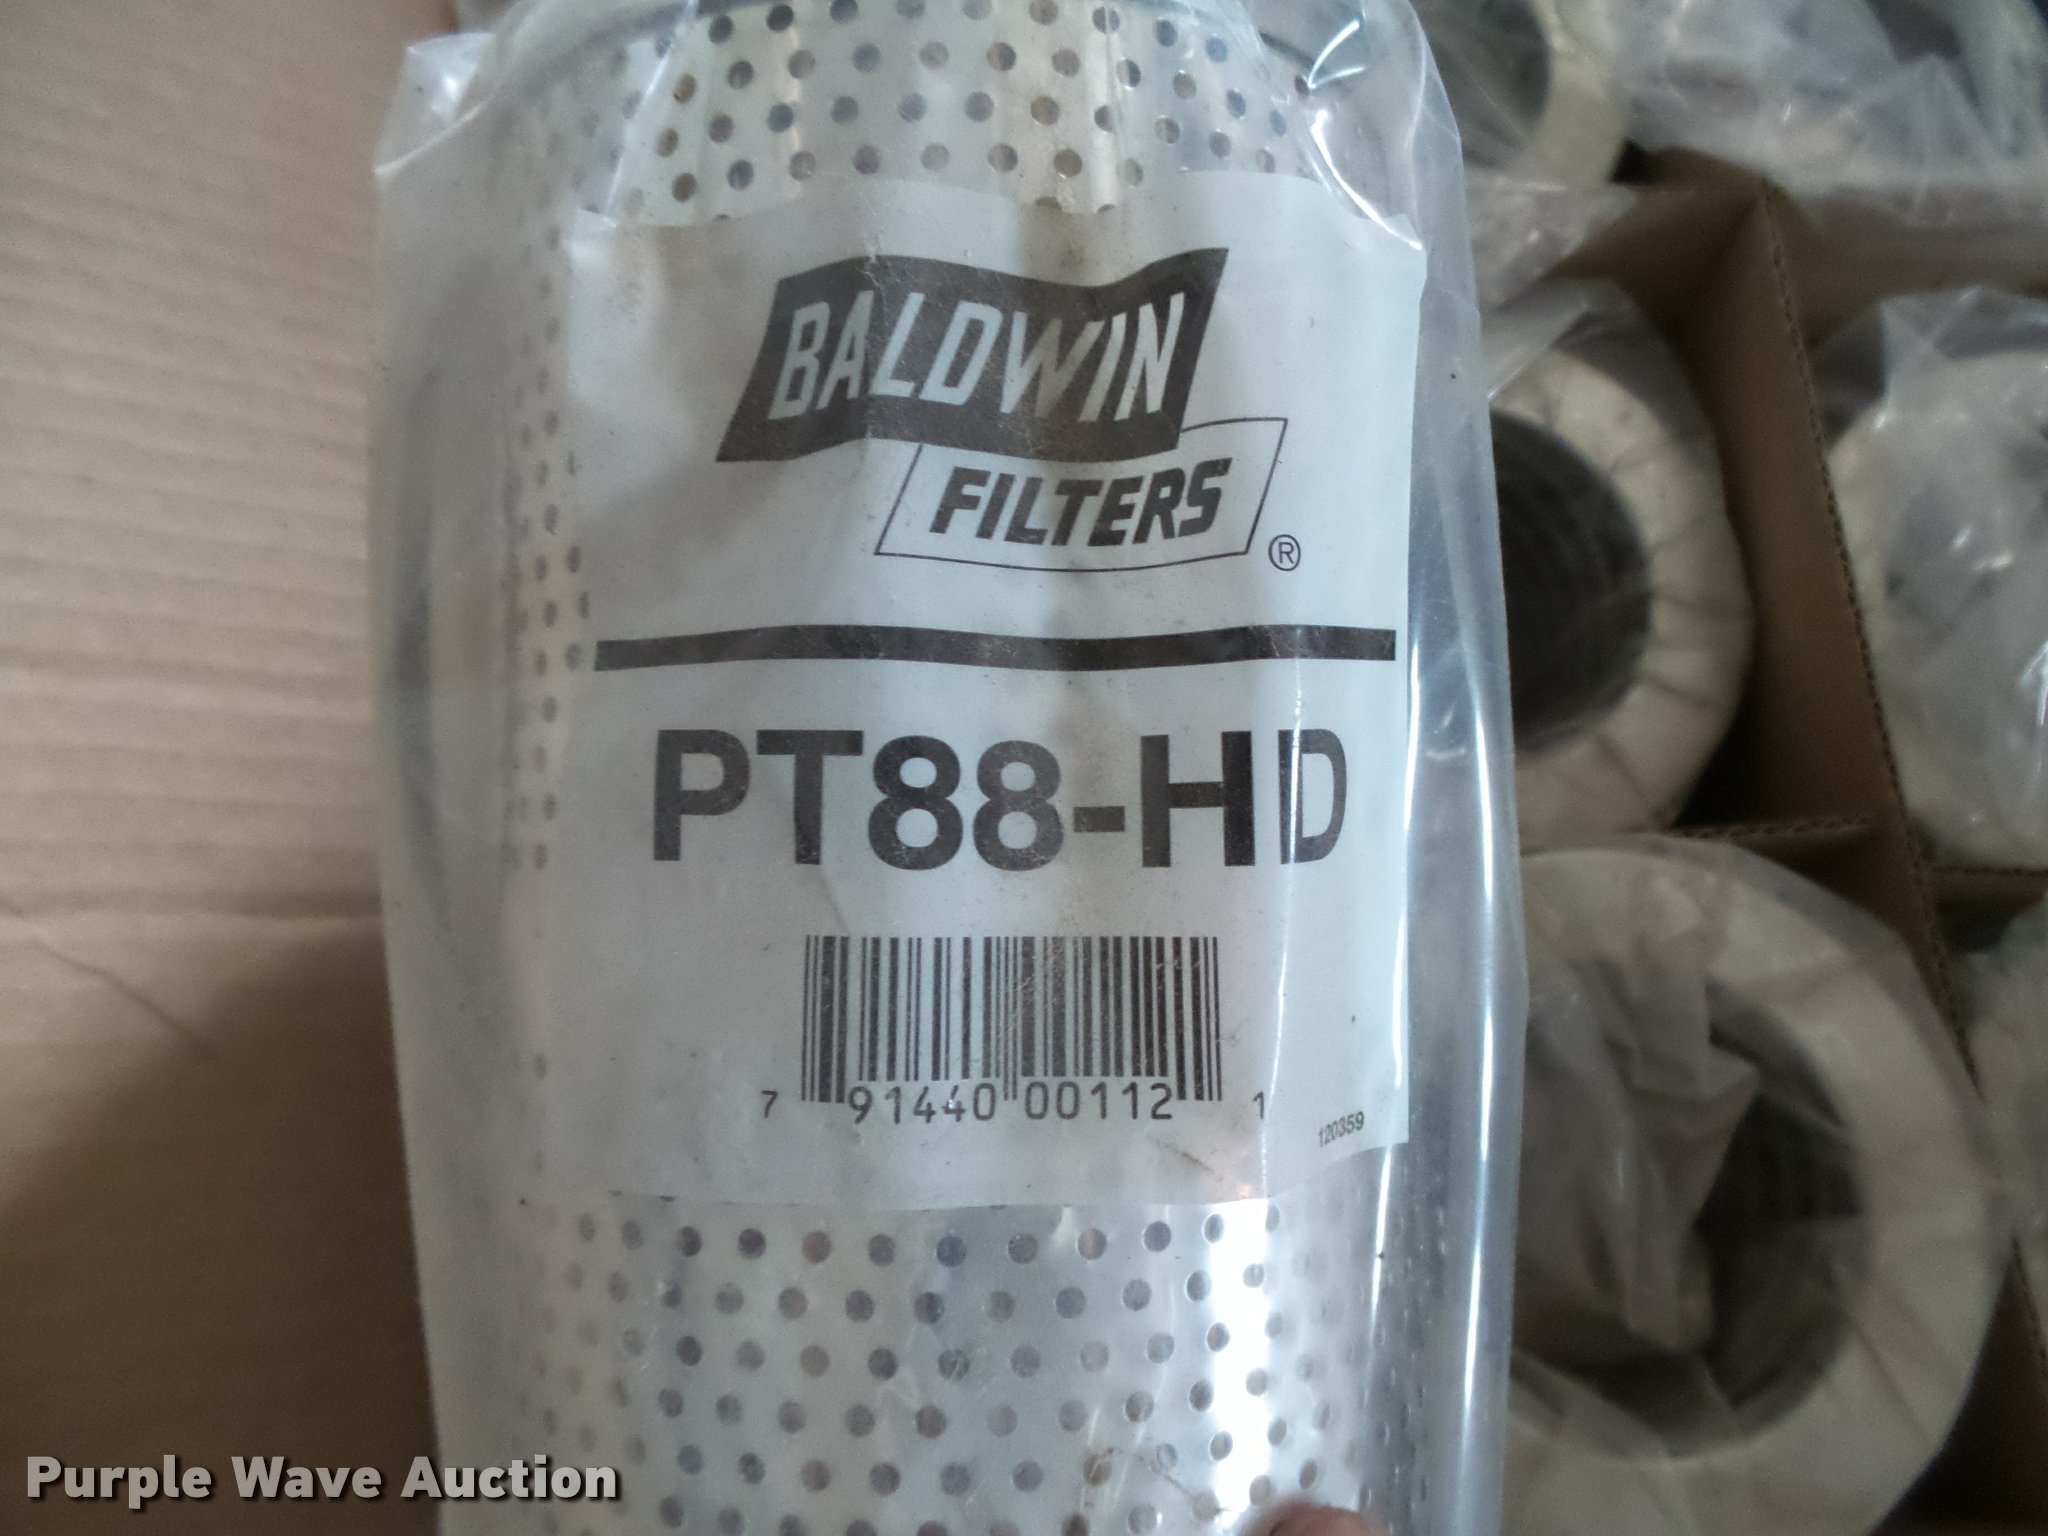 BALDWIN
FILTERS
®
PT88-HD
7 91440 00112 1
120359
Purple Wave Auction